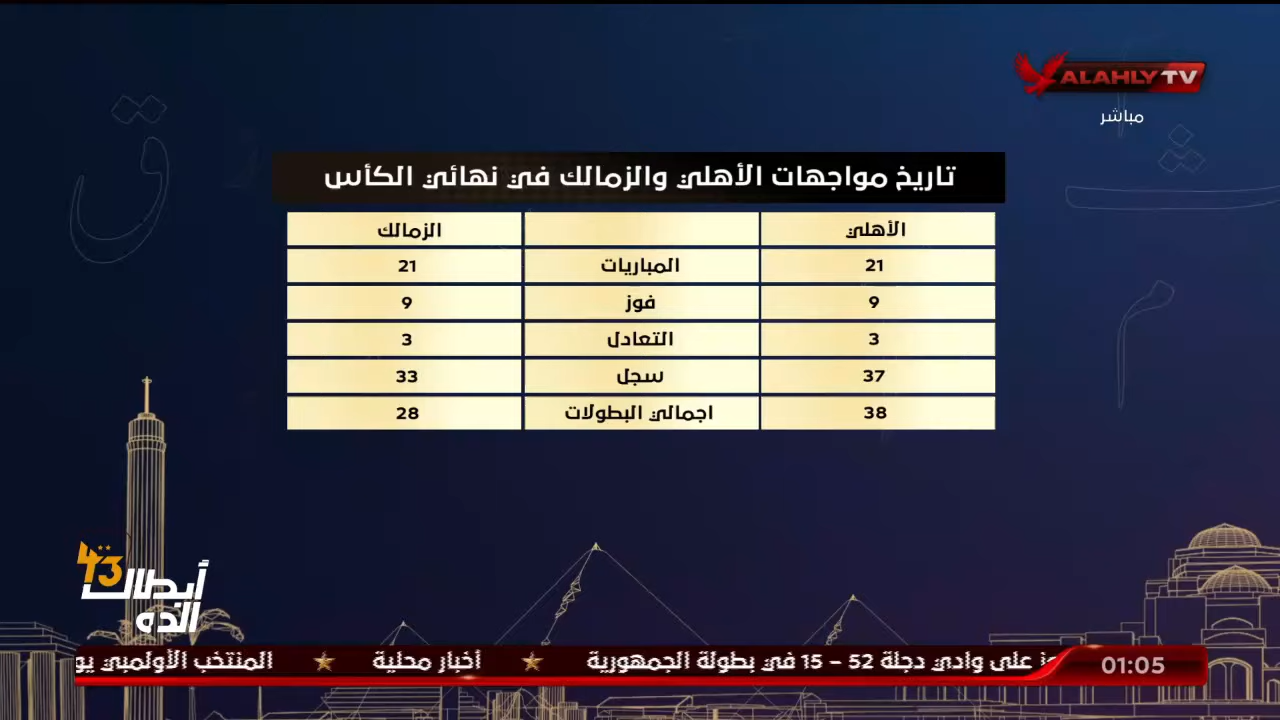 ALAHLY TV
مباشر
تاريخ مواجهات الأهلي والزمالك في نهائي الكأس
الأهلي الزمالك
21 المباريات 21
9 فوز 9
3 التعادل 3
37 سجل 33
38 اجمالي البطولات 28
43
أبطال
01:05
على وادي دجلة 52 – 15 في بطولة الجمهورية ★ أخبار محلية ★ المنتخب الأولمبي